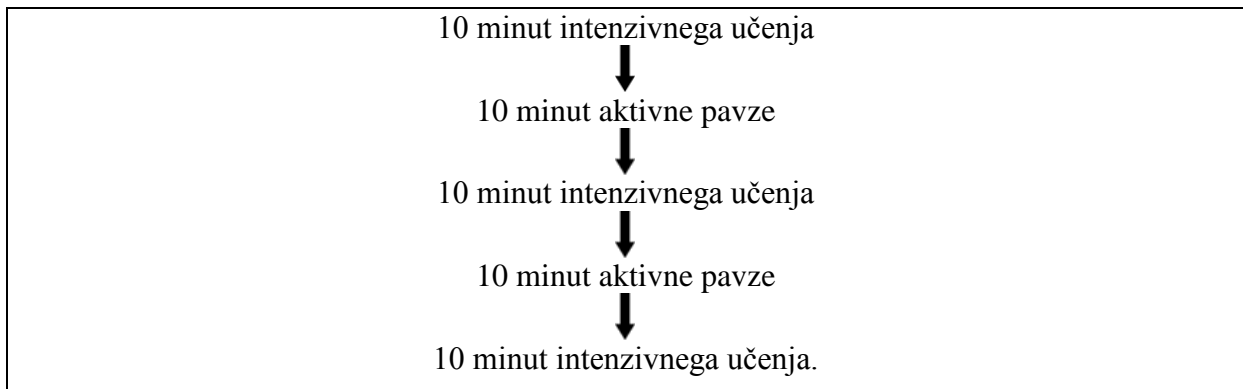 10 minut intenzivnega učenja
10 minut aktivne pavze
10 minut intenzivnega učenja
10 minut aktivne pavze
10 minut intenzivnega učenja.